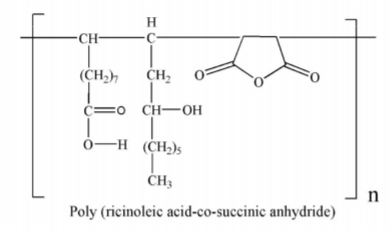 H
CH C
(CH₂)₇ CH₂ O O O
C=O CH—OH
O—H (CH₂)₅
CH₃
n
Poly (ricinoleic acid-co-succinic anhydride)